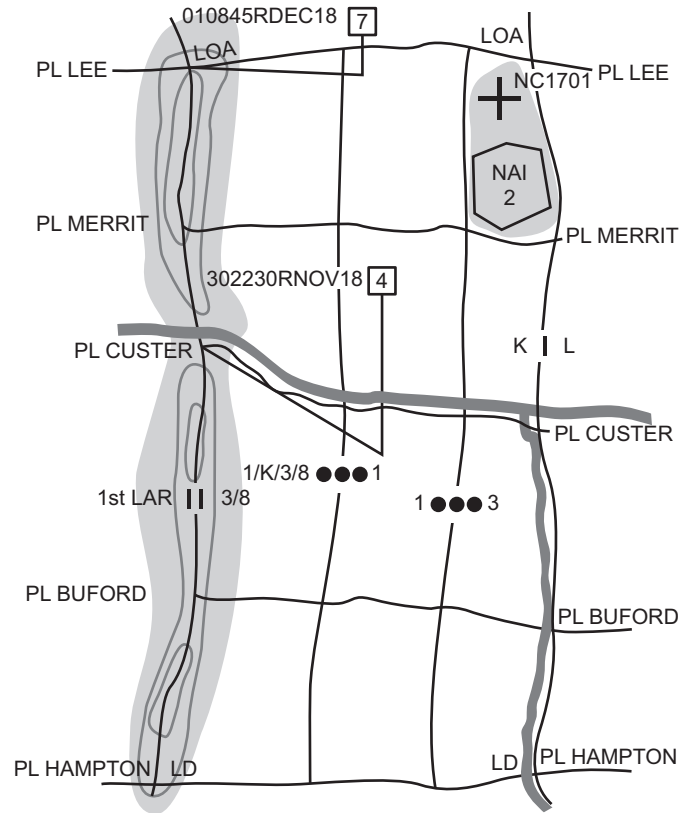 010845RDEC18 7
LOA LOA
PL LEE PL LEE
NC1701
NAI
2
PL MERRIT PL MERRIT
302230RNOV18 4
K L
PL CUSTER
PL CUSTER
1/K/3/8 1
1st LAR 3/8 1 3
PL BUFORD
PL BUFORD
PL HAMPTON LD LD PL HAMPTON